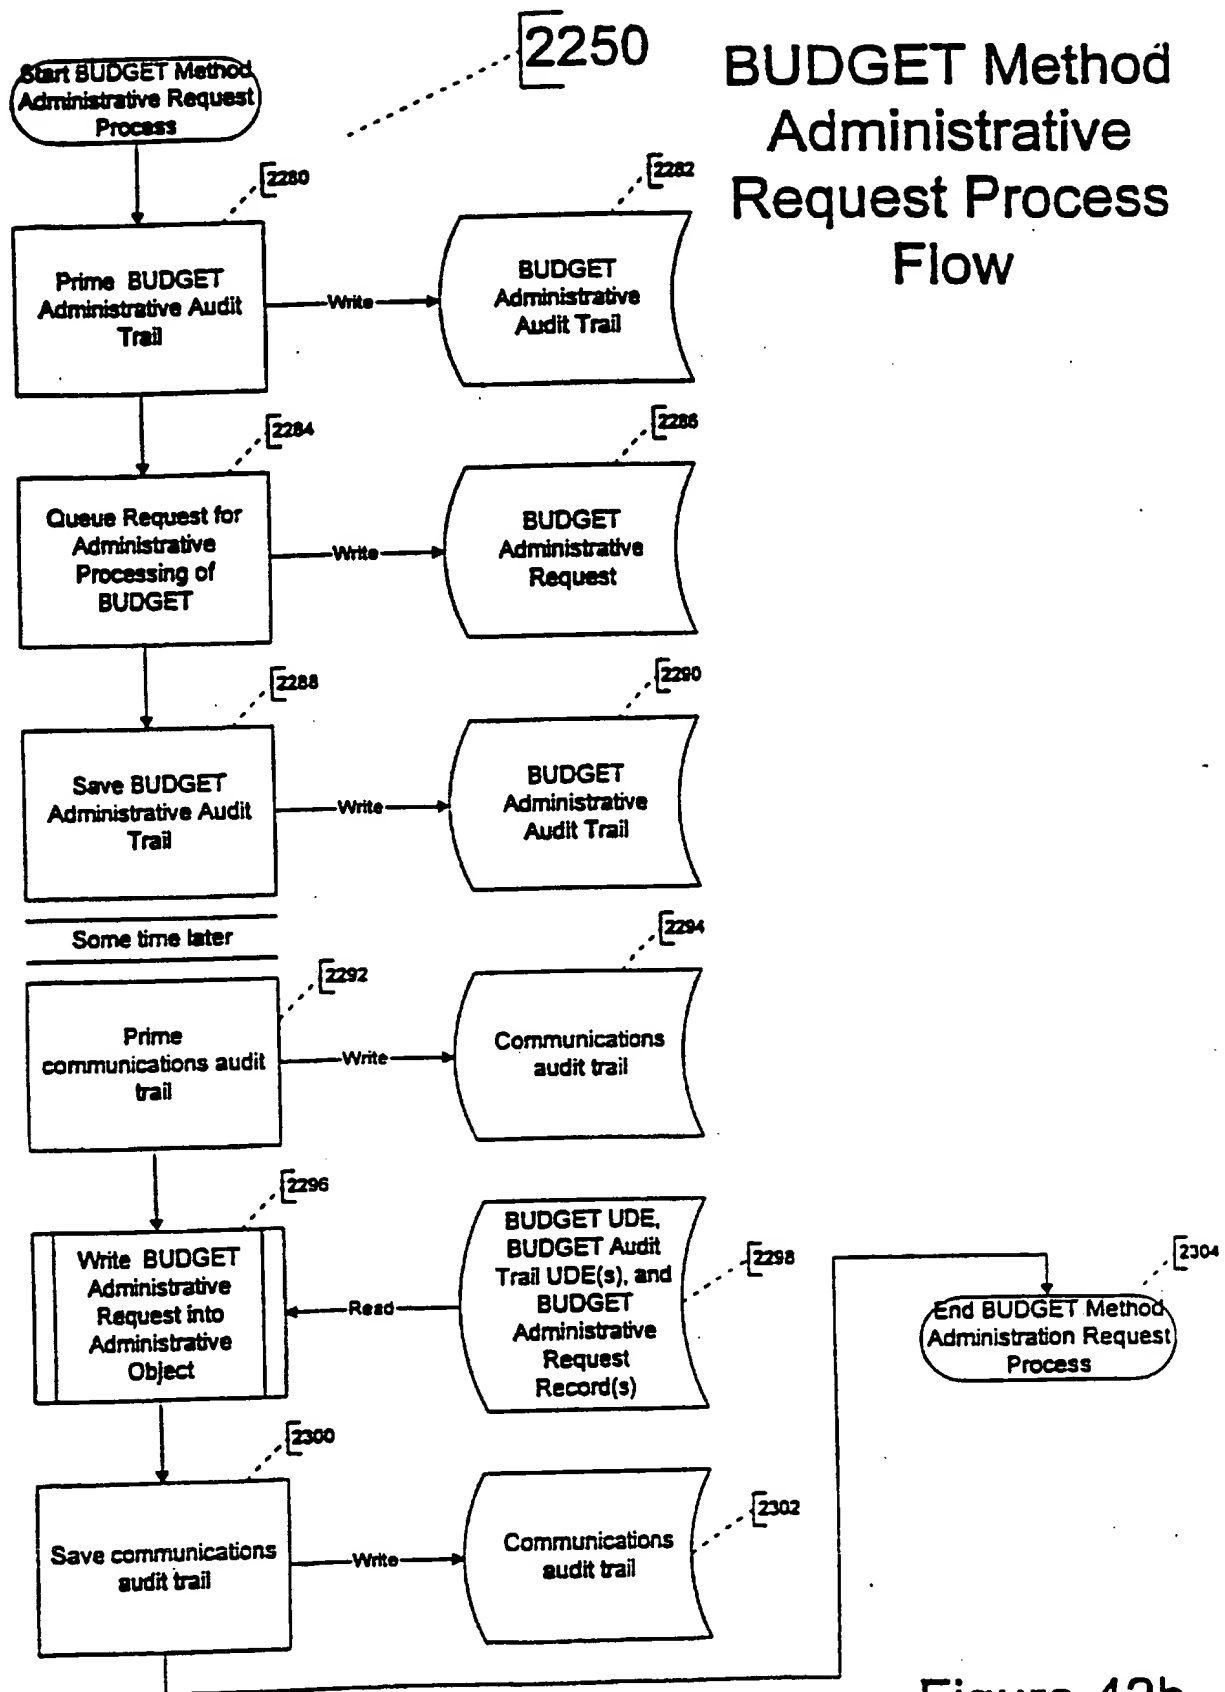 2250
BUDGET Method
Administrative
Request Process
Flow
Start BUDGET Method
Administrative Request
Process
2280
Prime BUDGET
Administrative Audit
Trail
Write
2282
BUDGET
Administrative
Audit Trail
2284
Queue Request for
Administrative
Processing of
BUDGET
Write
2286
BUDGET
Administrative
Request
2288
Save BUDGET
Administrative Audit
Trail
Write
2290
BUDGET
Administrative
Audit Trail
Some time later
2292
Prime
communications audit
trail
Write
2294
Communications
audit trail
2296
Write BUDGET
Administrative
Request into
Administrative
Object
Read
2298
BUDGET UDE,
BUDGET Audit
Trail UDE(s), and
BUDGET
Administrative
Request
Record(s)
2300
Save communications
audit trail
Write
2302
Communications
audit trail
2304
End BUDGET Method
Administration Request
Process
Figure 42b